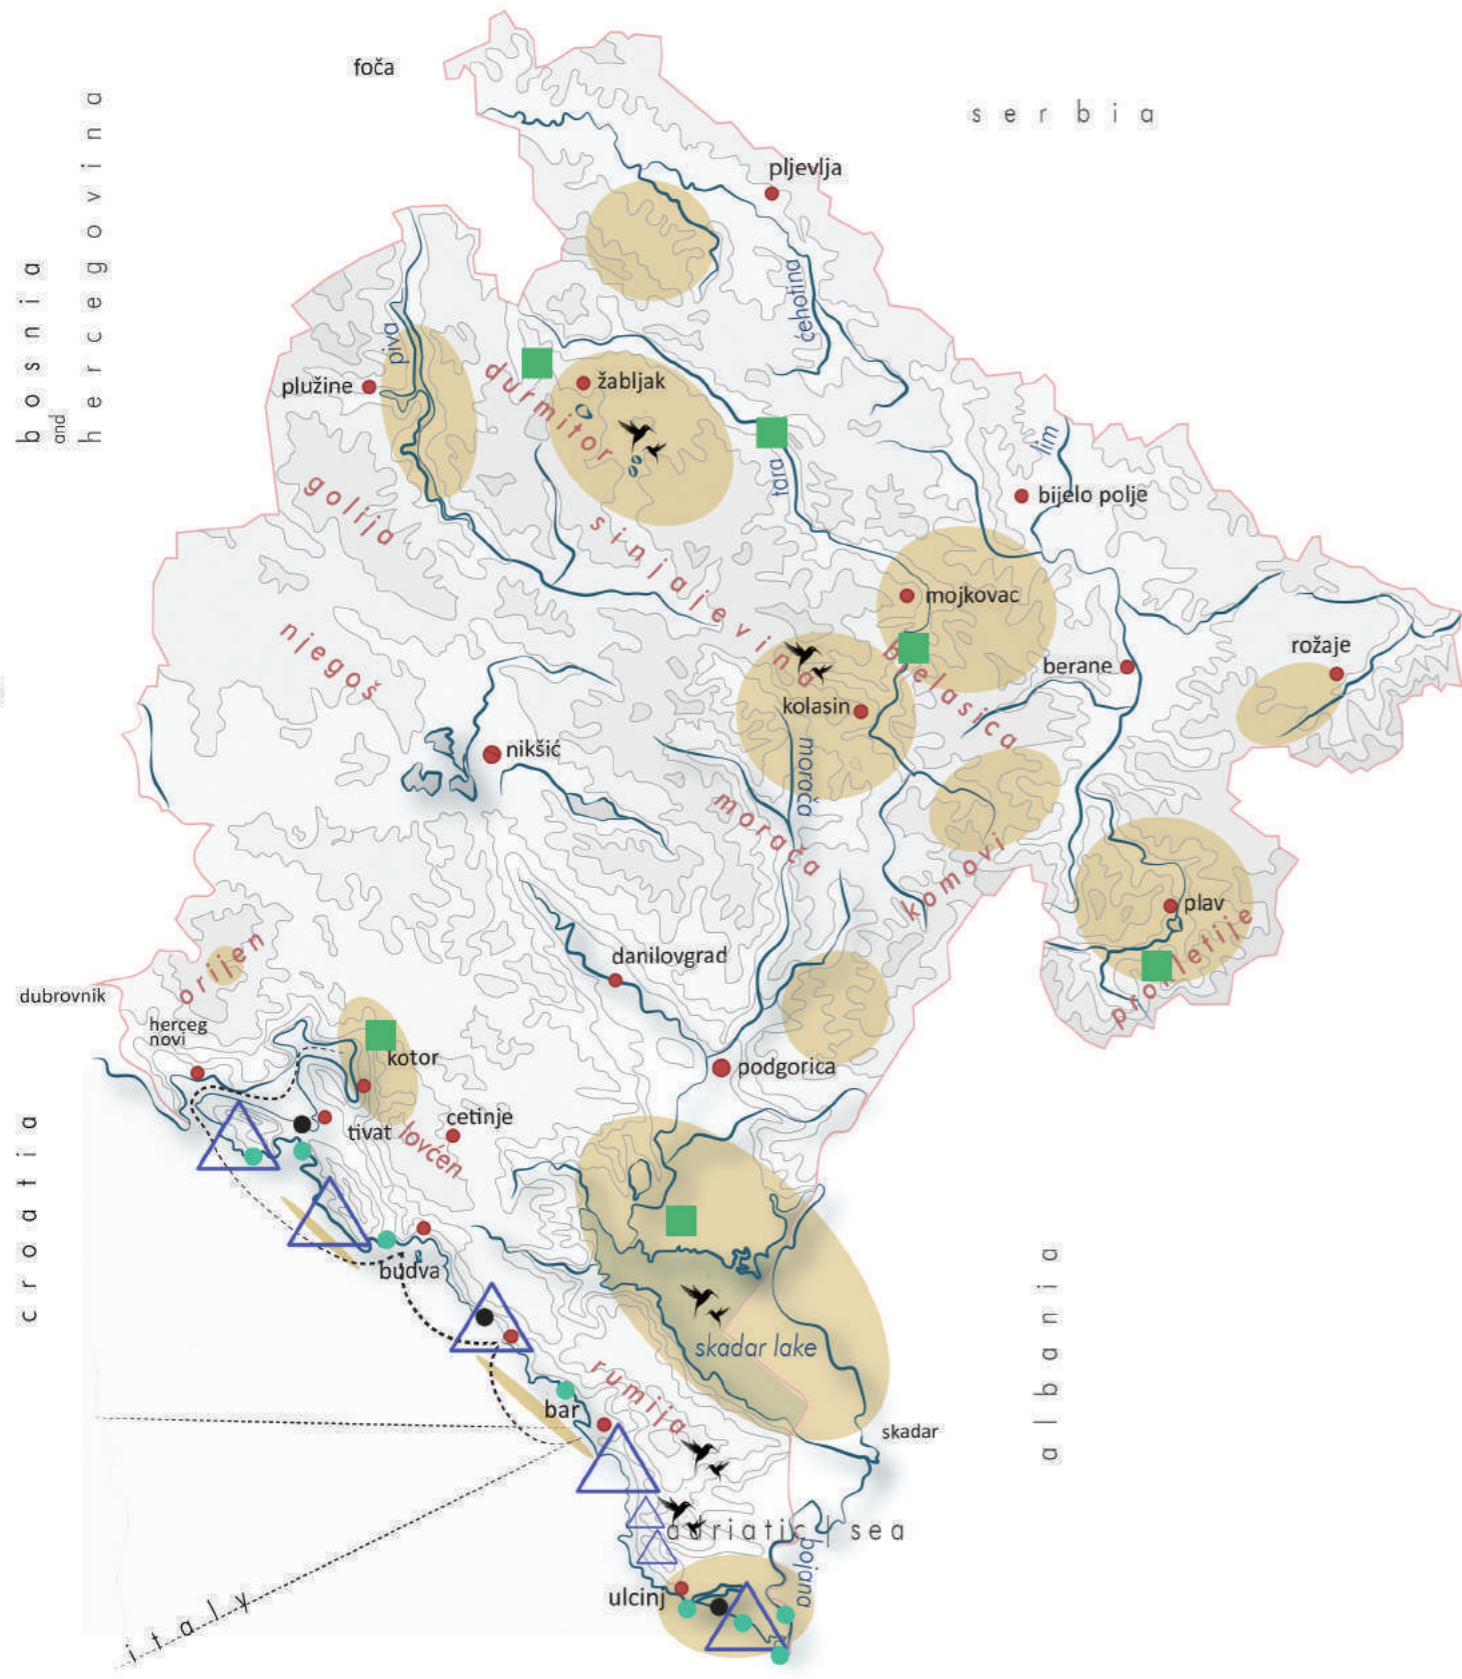 foča
serbia
bosnia
and
hercegovina
pljevlja
ćehotina
piva
plužine
durmitor
žabljak
lim
tara
bijelo polje
golija
sinjajevina
mojkovac
njegoš
bjelasica
berane
rožaje
kolasin
nikšić
morača
morača
komovi
plav
prokletije
danilovgrad
orijen
dubrovnik
herceg
novi
kotor
podgorica
tivat
lovćen
cetinje
croatia
budva
skadar lake
albania
rumija
bar
skadar
adriatic sea
bojana
ulcinj
italy